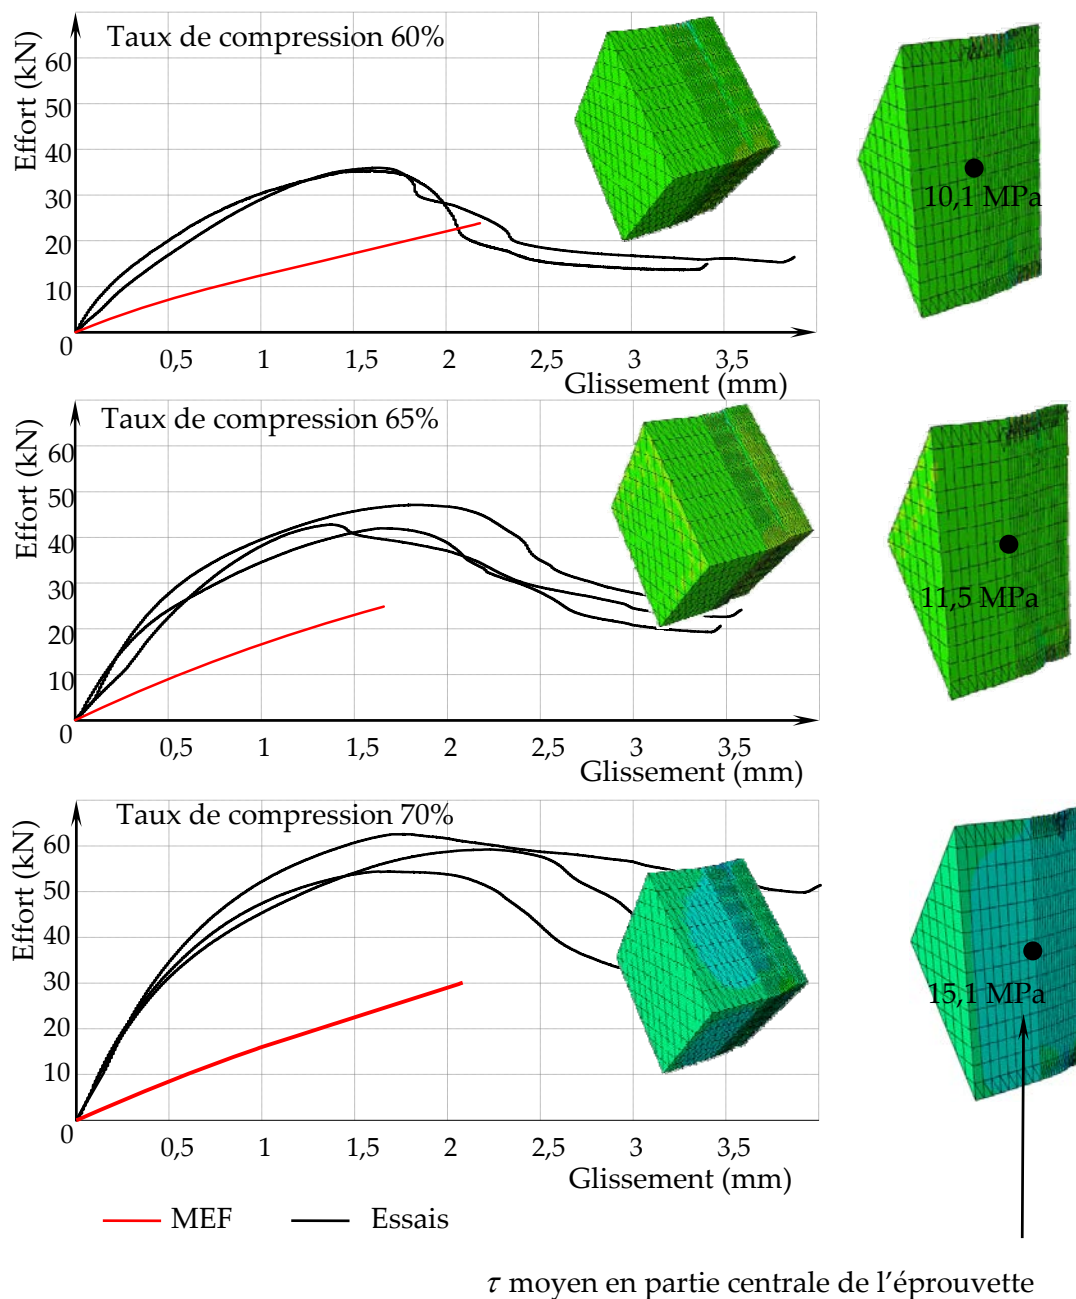 Taux de compression 60%
Effort (kN)
60
50
40
30
20
10
0
0,5
1
1,5
2
2,5
3
3,5
Glissement (mm)
10,1 MPa
Taux de compression 65%
Effort (kN)
60
50
40
30
20
10
0
0,5
1
1,5
2
2,5
3
3,5
Glissement (mm)
11,5 MPa
Taux de compression 70%
Effort (kN)
60
50
40
30
20
10
0
0,5
1
1,5
2
2,5
3
3,5
Glissement (mm)
15,1 MPa
MEF
Essais
τ moyen en partie centrale de l’éprouvette